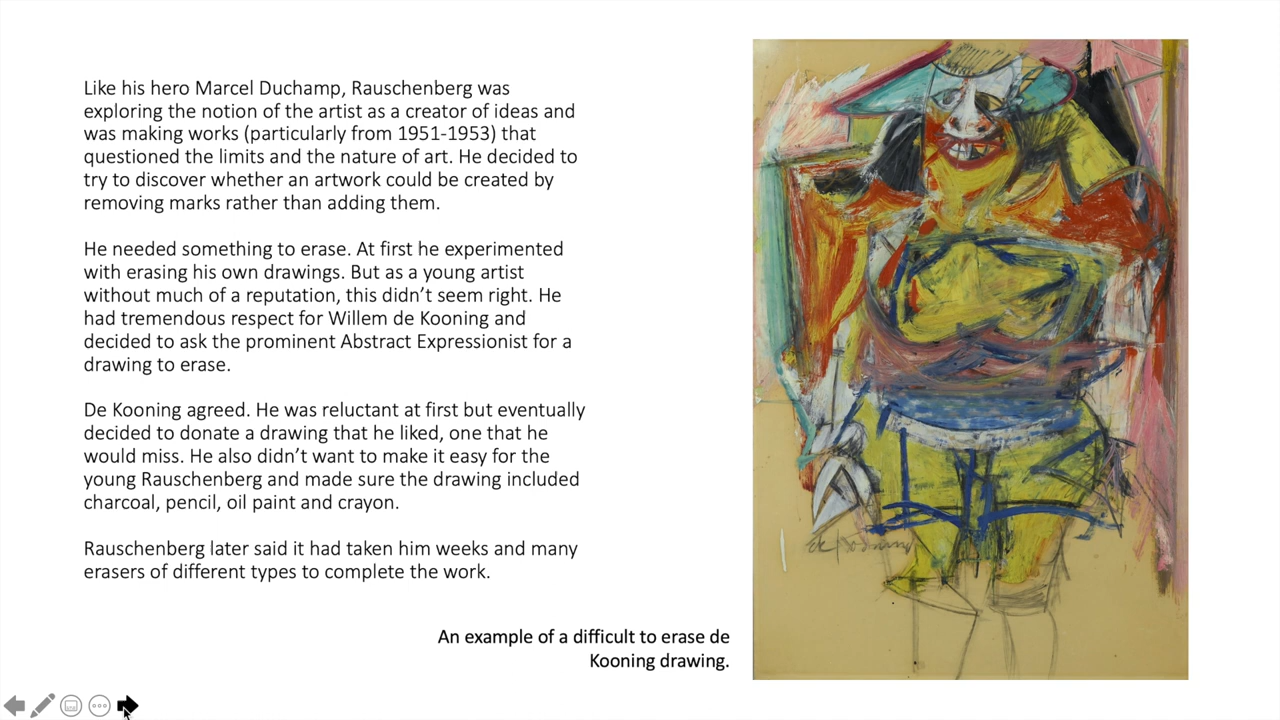 Like his hero Marcel Duchamp, Rauschenberg was
exploring the notion of the artist as a creator of ideas and
was making works (particularly from 1951-1953) that
questioned the limits and the nature of art. He decided to
try to discover whether an artwork could be created by
removing marks rather than adding them.
He needed something to erase. At first he experimented
with erasing his own drawings. But as a young artist
without much of a reputation, this didn’t seem right. He
had tremendous respect for Willem de Kooning and
decided to ask the prominent Abstract Expressionist for a
drawing to erase.
De Kooning agreed. He was reluctant at first but eventually
decided to donate a drawing that he liked, one that he
would miss. He also didn’t want to make it easy for the
young Rauschenberg and made sure the drawing included
charcoal, pencil, oil paint and crayon.
Rauschenberg later said it had taken him weeks and many
erasers of different types to complete the work.
de Kooning
An example of a difficult to erase de
Kooning drawing.